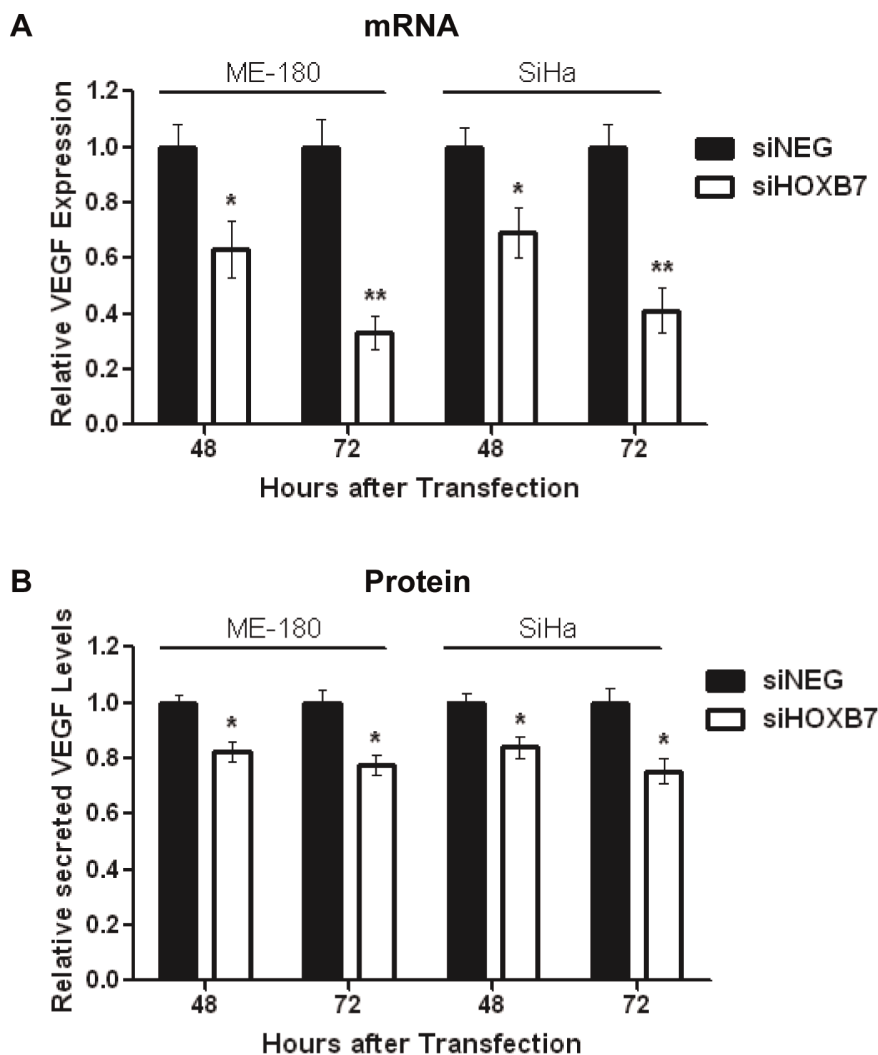 A
mRNA
ME-180
SiHa
Relative VEGF Expression
1.2
1.0
0.8
0.6
0.4
0.2
0.0
*
**
*
**
siNEG
siHOXB7
48
72
48
72
Hours after Transfection
B
Protein
ME-180
SiHa
Relative secreted VEGF Levels
1.2
1.0
0.8
0.6
0.4
0.2
0.0
*
*
*
*
siNEG
siHOXB7
48
72
48
72
Hours after Transfection